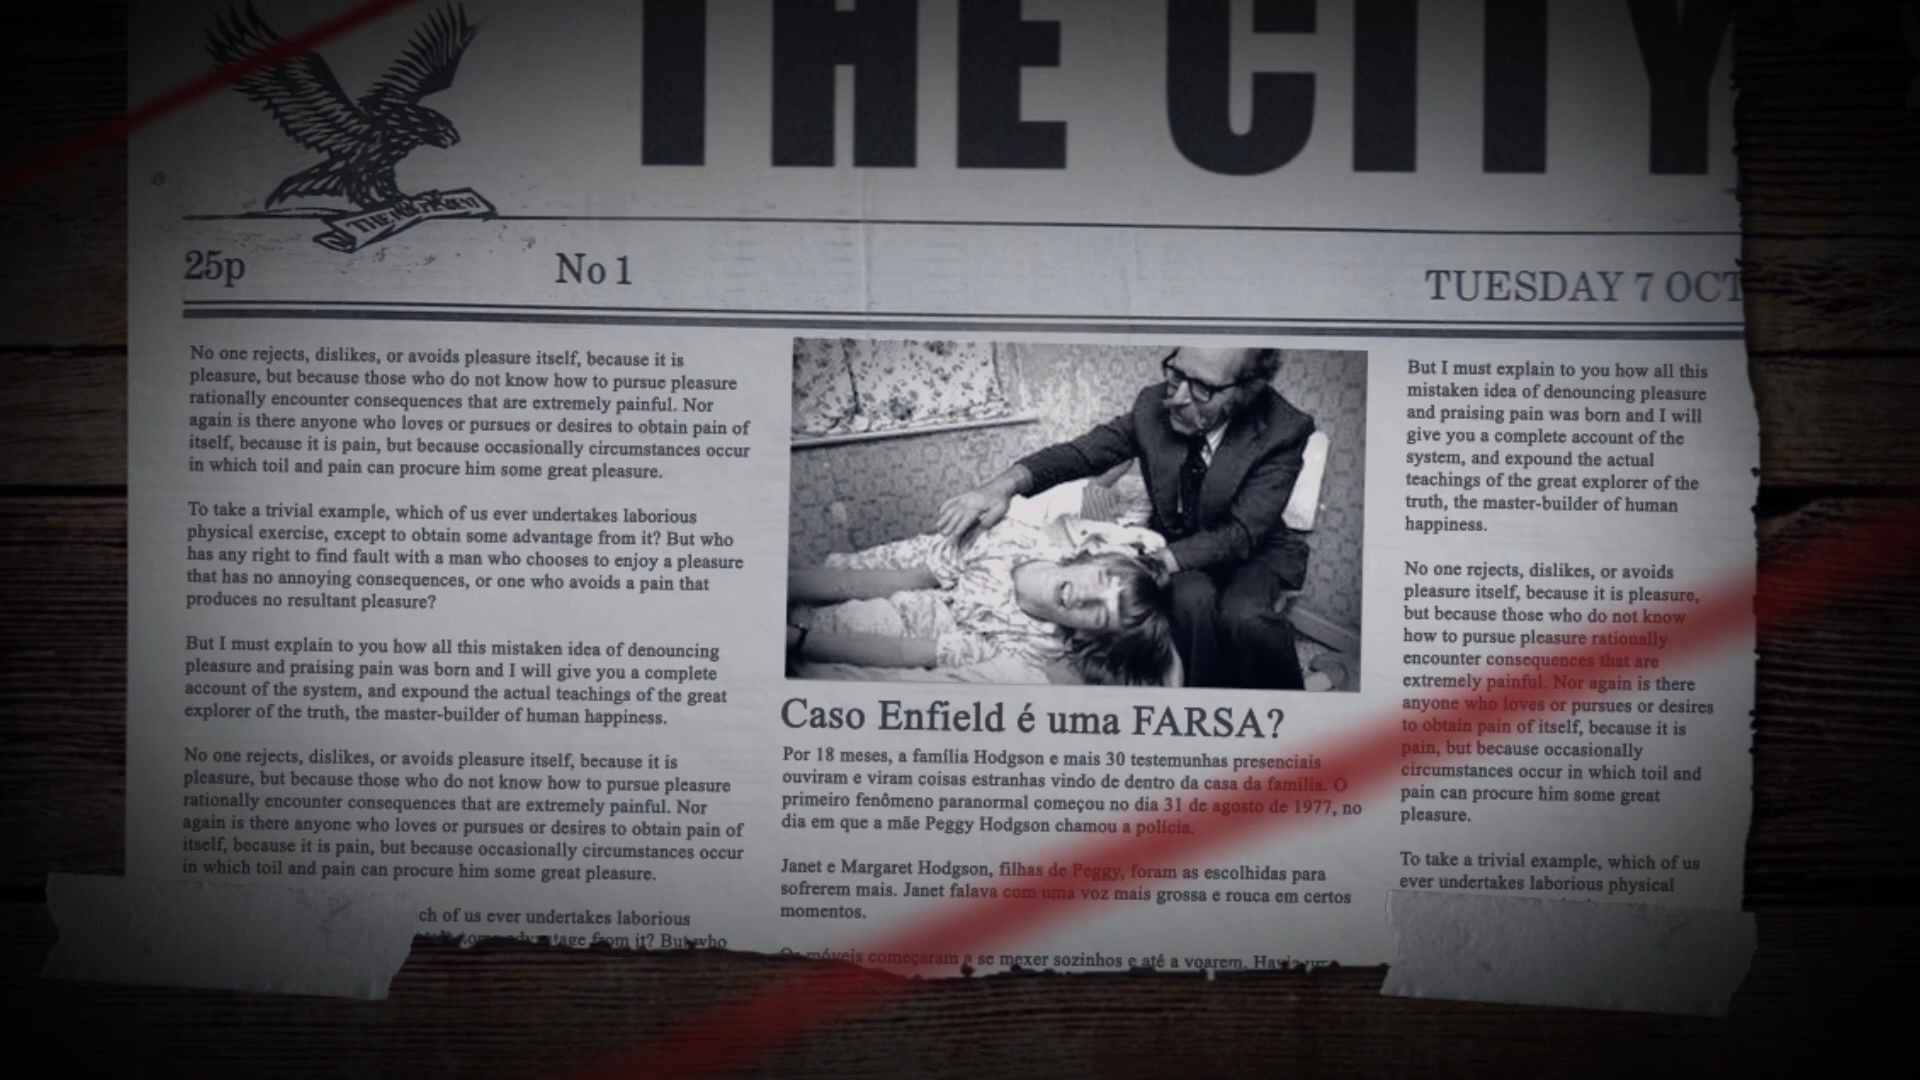 THE CITY
25p
No 1
TUESDAY 7 OCT
No one rejects, dislikes, or avoids pleasure itself, because it is
pleasure, but because those who do not know how to pursue pleasure
rationally encounter consequences that are extremely painful. Nor
again is there anyone who loves or pursues or desires to obtain pain of
itself, because it is pain, but because occasionally circumstances occur
in which toil and pain can procure him some great pleasure.
To take a trivial example, which of us ever undertakes laborious
physical exercise, except to obtain some advantage from it? But who
has any right to find fault with a man who chooses to enjoy a pleasure
that has no annoying consequences, or one who avoids a pain that
produces no resultant pleasure?
But I must explain to you how all this mistaken idea of denouncing
pleasure and praising pain was born and I will give you a complete
account of the system, and expound the actual teachings of the great
explorer of the truth, the master-builder of human happiness.
No one rejects, dislikes, or avoids pleasure itself, because it is
pleasure, but because those who do not know how to pursue pleasure
rationally encounter consequences that are extremely painful. Nor
again is there anyone who loves or pursues or desires to obtain pain of
itself, because it is pain, but because occasionally circumstances occur
in which toil and pain can procure him some great pleasure.
ch of us ever undertakes laborious
from it? But who
Caso Enfield é uma FARSA?
Por 18 meses, a família Hodgson e mais 30 testemunhas presenciais
ouviram e viram coisas estranhas vindo de dentro da casa da família. O
primeiro fenômeno paranormal começou no dia 31 de agosto de 1977, no
dia em que a mãe Peggy Hodgson chamou a polícia.
Janet e Margaret Hodgson, filhas de Peggy, foram as escolhidas para
sofrerem mais. Janet falava com uma voz mais grossa e rouca em certos
momentos.
Os móveis começaram a se mexer sozinhos e até a voarem.
But I must explain to you how all this
mistaken idea of denouncing pleasure
and praising pain was born and I will
give you a complete account of the
system, and expound the actual
teachings of the great explorer of the
truth, the master-builder of human
happiness.
No one rejects, dislikes, or avoids
pleasure itself, because it is pleasure,
but because those who do not know
how to pursue pleasure rationally
encounter consequences that are
extremely painful. Nor again is there
anyone who loves or pursues or desires
to obtain pain of itself, because it is
pain, but because occasionally
circumstances occur in which toil and
pain can procure him some great
pleasure.
To take a trivial example, which of us
ever undertakes laborious physical